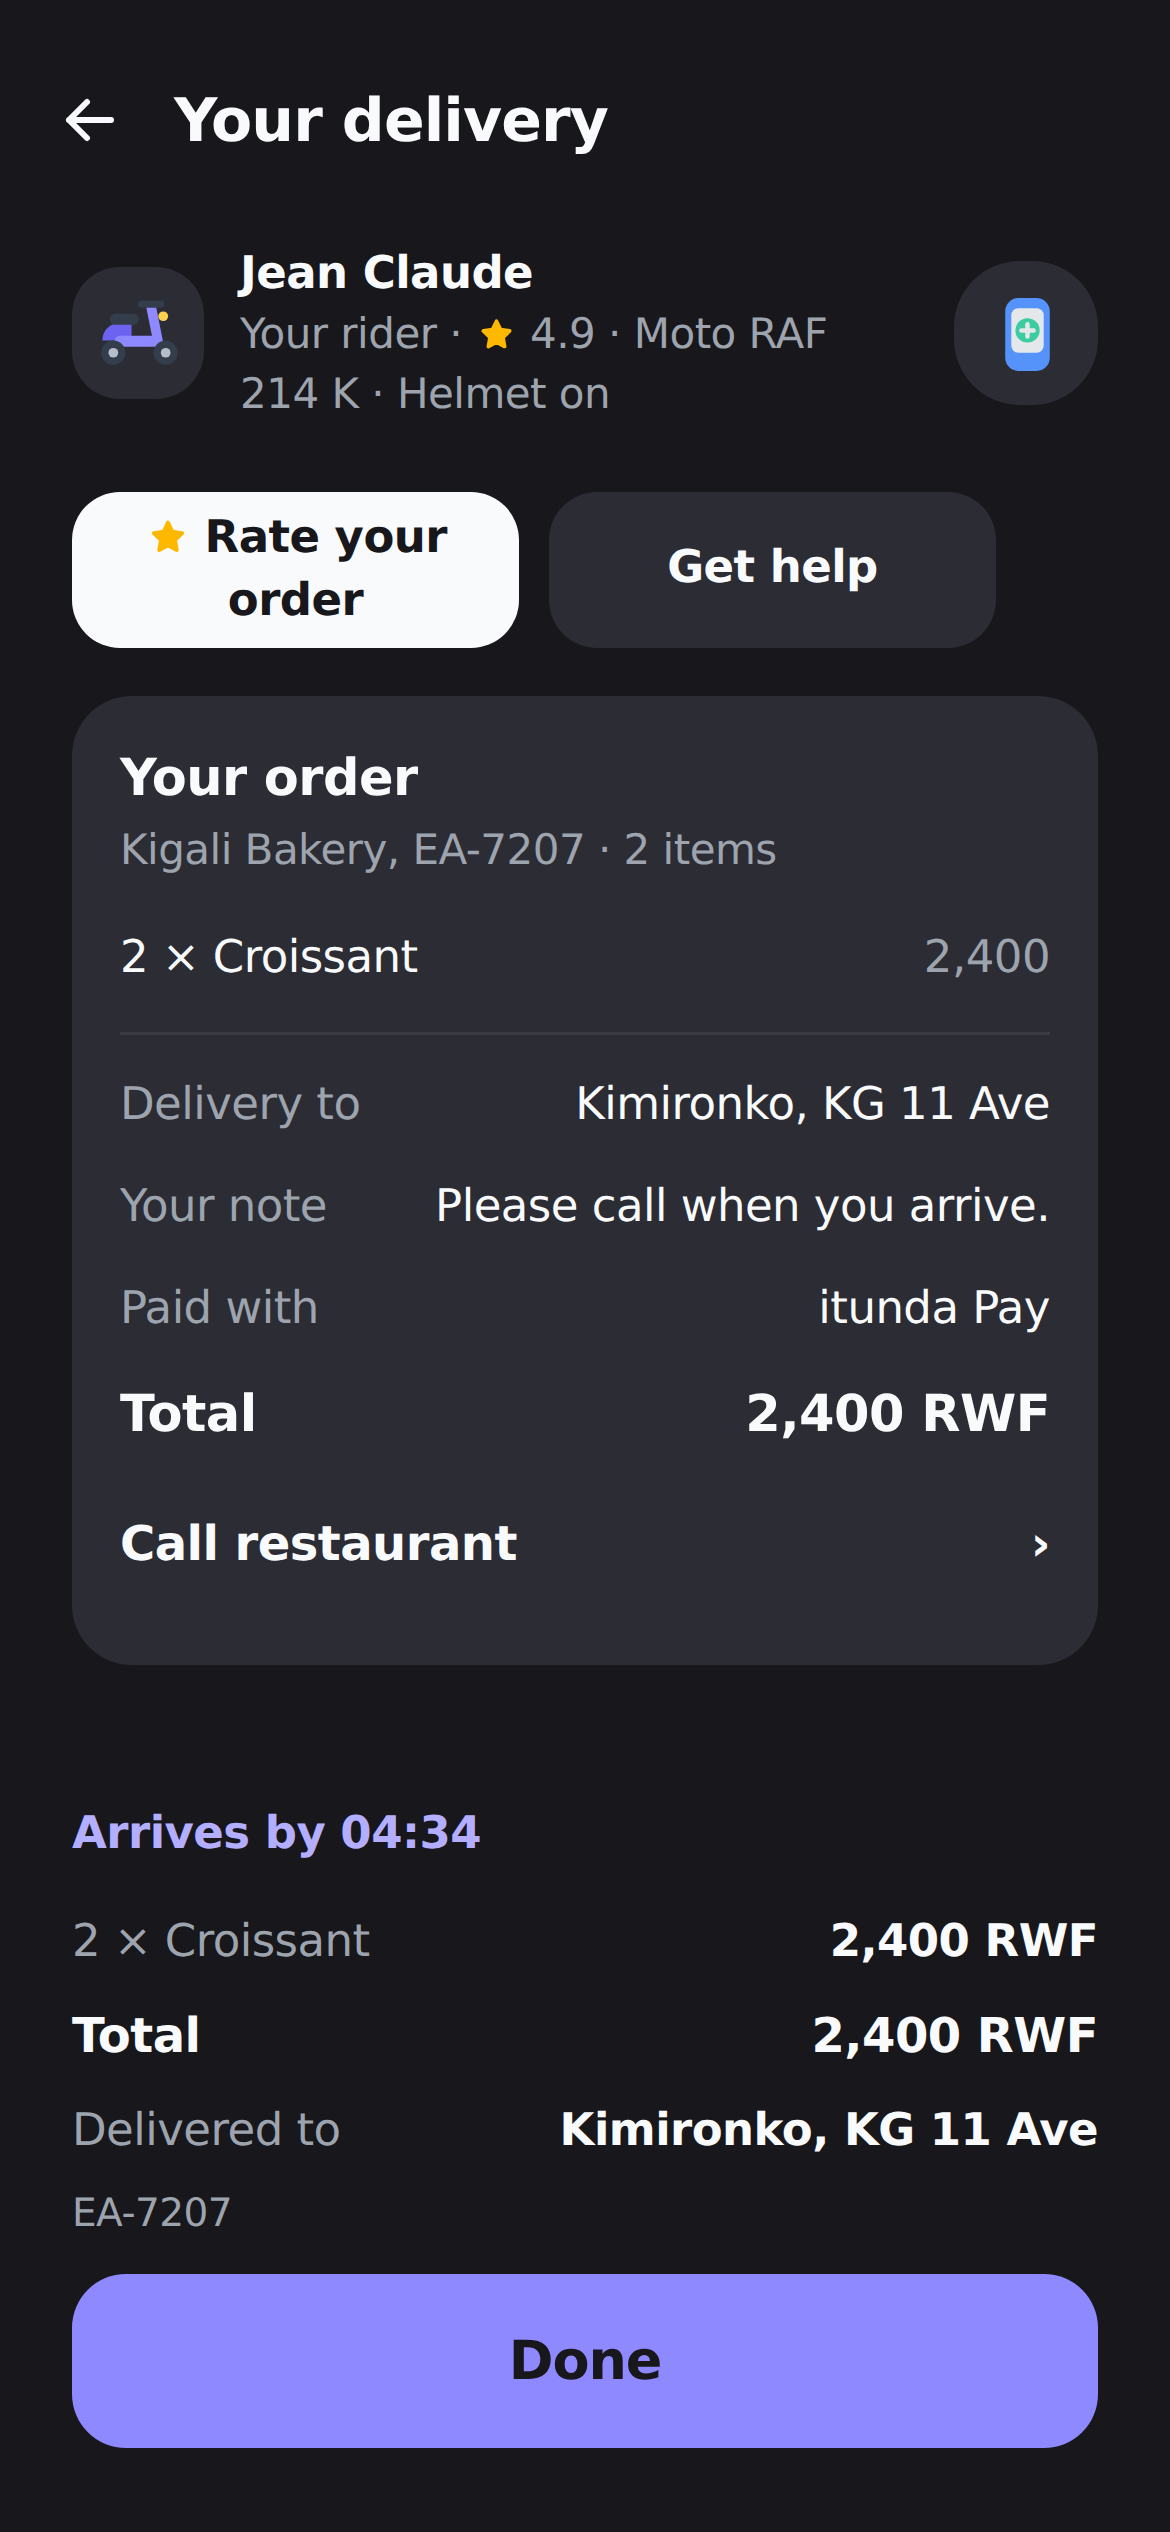 Your delivery
Jean Claude
Your rider · ⭐ 4.9 · Moto RAF
214 K · Helmet on
⭐ Rate your
order
Get help
Your order
Kigali Bakery, EA-7207 · 2 items
2 × Croissant 2,400
Delivery to Kimironko, KG 11 Ave
Your note Please call when you arrive.
Paid with itunda Pay
Total 2,400 RWF
Call restaurant ›
Arrives by 04:34
2 × Croissant 2,400 RWF
Total 2,400 RWF
Delivered to Kimironko, KG 11 Ave
EA-7207
Done